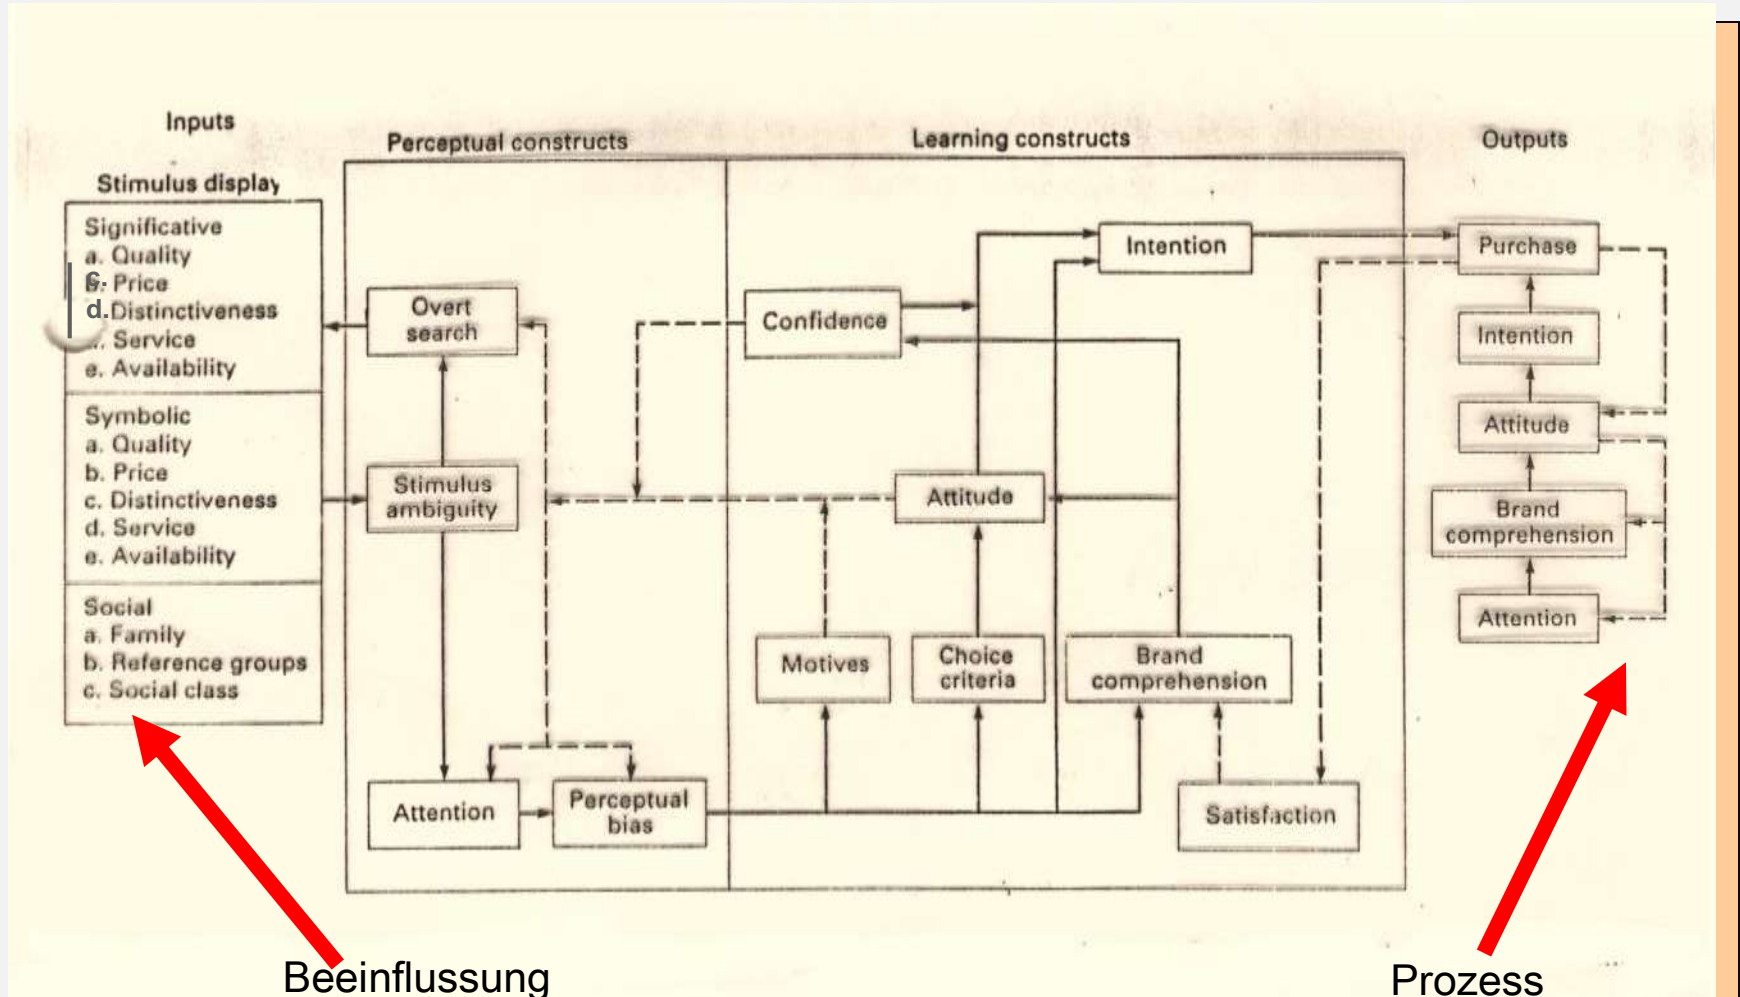 Inputs
Stimulus display
Significative
a. Quality
c.
b. Price
d.
Distinctiveness
Service
e. Availability
Symbolic
a. Quality
b. Price
c. Distinctiveness
d. Service
e. Availability
Social
a. Family
b. Reference groups
c. Social class
Perceptual constructs
Overt
search
Stimulus
ambiguity
Attention
Perceptual
bias
Learning constructs
Confidence
Intention
Attitude
Motives
Choice
criteria
Brand
comprehension
Satisfaction
Outputs
Purchase
Intention
Attitude
Brand
comprehension
Attention
Beeinflussung
Prozess